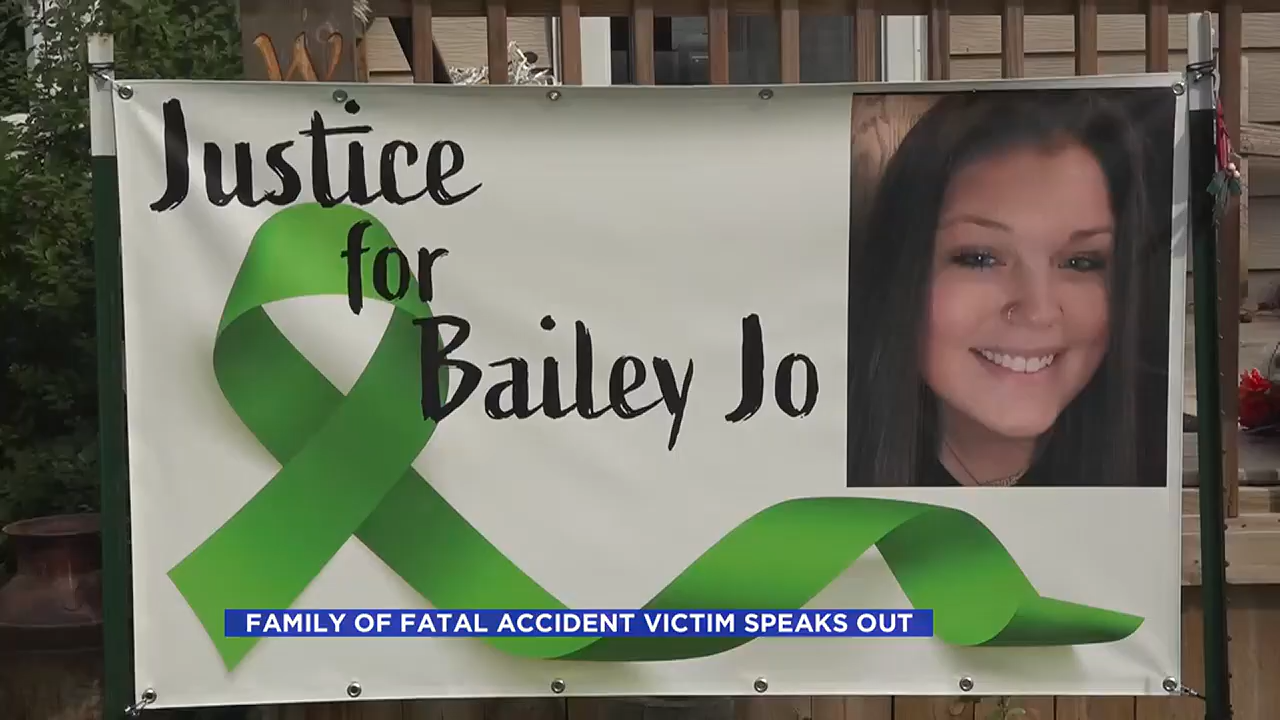 W
Justice
for
Bailey Jo
FAMILY OF FATAL ACCIDENT VICTIM SPEAKS OUT